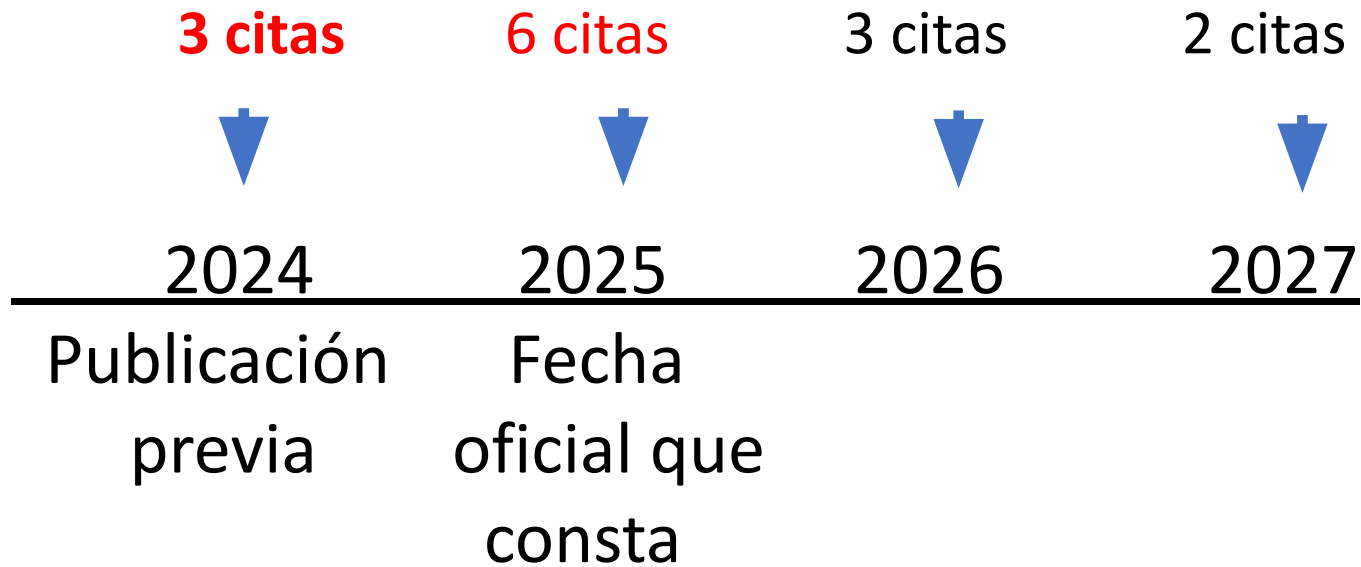 3 citas 6 citas 3 citas 2 citas
2024 2025 2026 2027
Publicación Fecha
previa oficial que
consta